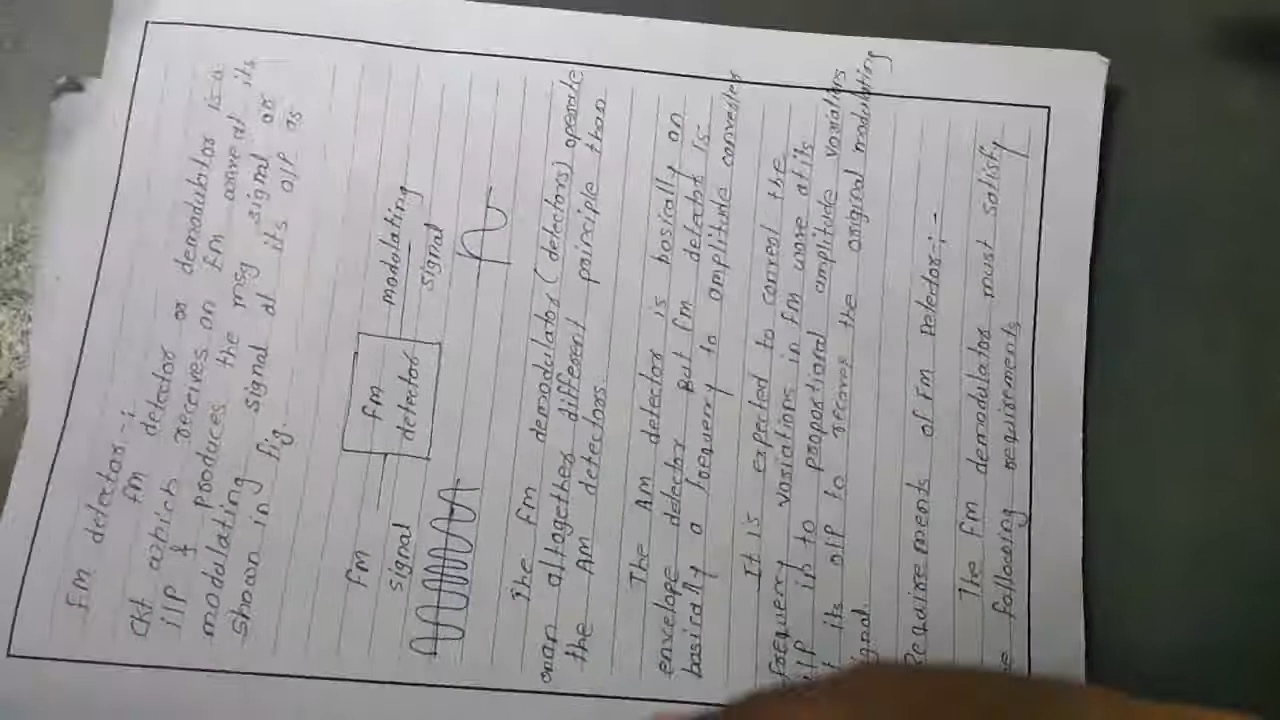 FM detector :-
FM detector or demodulator is a
ckt which receives an FM wave at its
i/p & produces the msg signal or
modulating signal at its o/p as
shown in fig.
FM
signal
FM
detector
modulating
signal
The FM demodulator (detectors) operate
on an altogether different principle than
the AM detectors.
The AM detector is basically an
envelope detector But FM detector is
basically a frequency to amplitude converter
It is expected to convert the
frequency variations in FM wave at its
i/p in to proportional amplitude variations
its o/p to recover the original modulating
signal.
Requirements of FM Detector :-
The FM demodulator must satisfy
following requirements